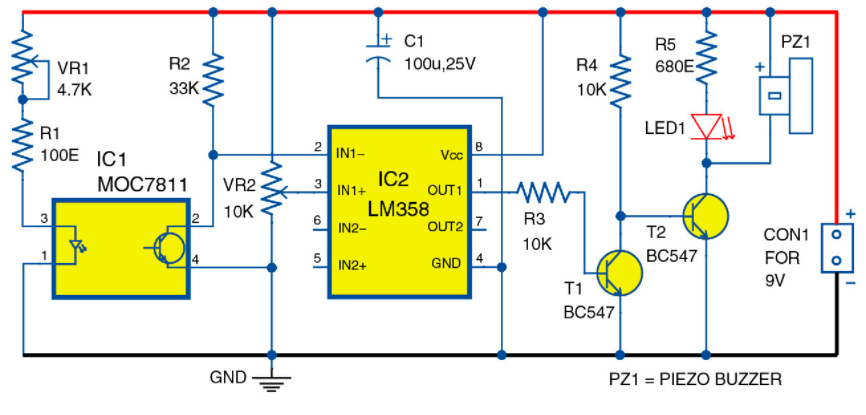 VR1
4.7K
R1
100E
IC1
MOC7811
3
1
2
4
R2
33K
VR2
10K
C1
+
100u,25V
IC2
LM358
2
IN1–
3
IN1+
6
IN2–
5
IN2+
Vcc
8
OUT1
1
OUT2
7
GND
4
R3
10K
R4
10K
T1
BC547
R5
680E
LED1
T2
BC547
PZ1
+
CON1
FOR
9V
+
–
GND
PZ1 = PIEZO BUZZER